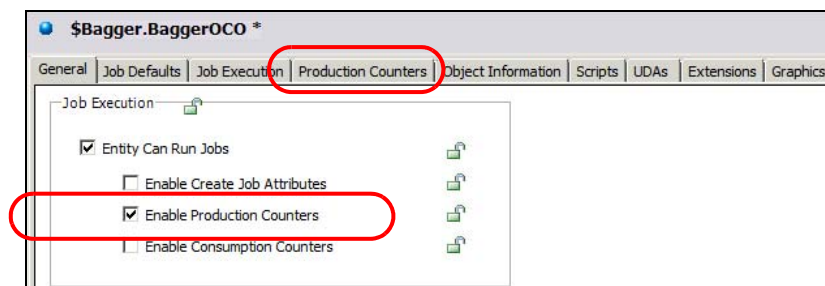 $Bagger.BaggerOCO *
General Job Defaults Job Execution Production Counters Object Information Scripts UDAs Extensions Graphics
Job Execution
Entity Can Run Jobs
Enable Create Job Attributes
Enable Production Counters
Enable Consumption Counters